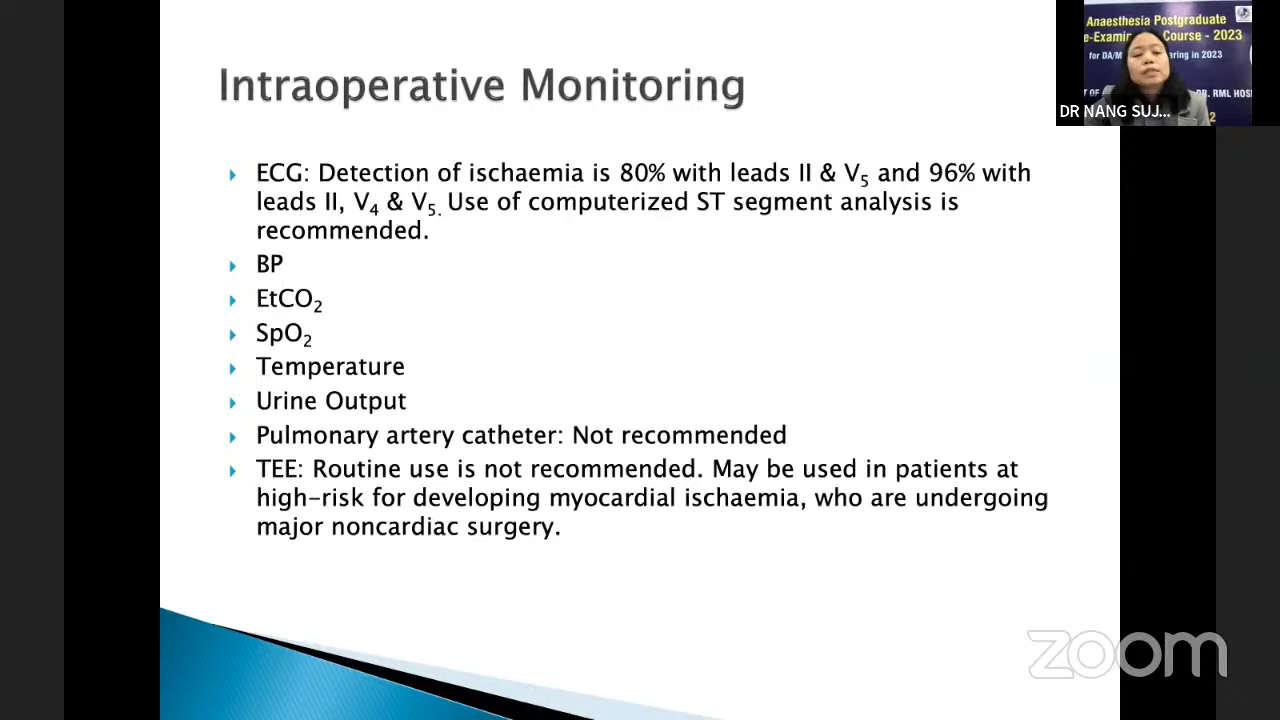 Intraoperative Monitoring
ECG: Detection of ischaemia is 80% with leads II & V5 and 96% with
leads II, V4 & V5. Use of computerized ST segment analysis is
recommended.
BP
EtCO2
SpO2
Temperature
Urine Output
Pulmonary artery catheter: Not recommended
TEE: Routine use is not recommended. May be used in patients at
high-risk for developing myocardial ischaemia, who are undergoing
major noncardiac surgery.
Anaesthesia Postgraduate
Course - 2023
for DA/M
in 2023
RML HOS
DR NANG SUJ...
zoom